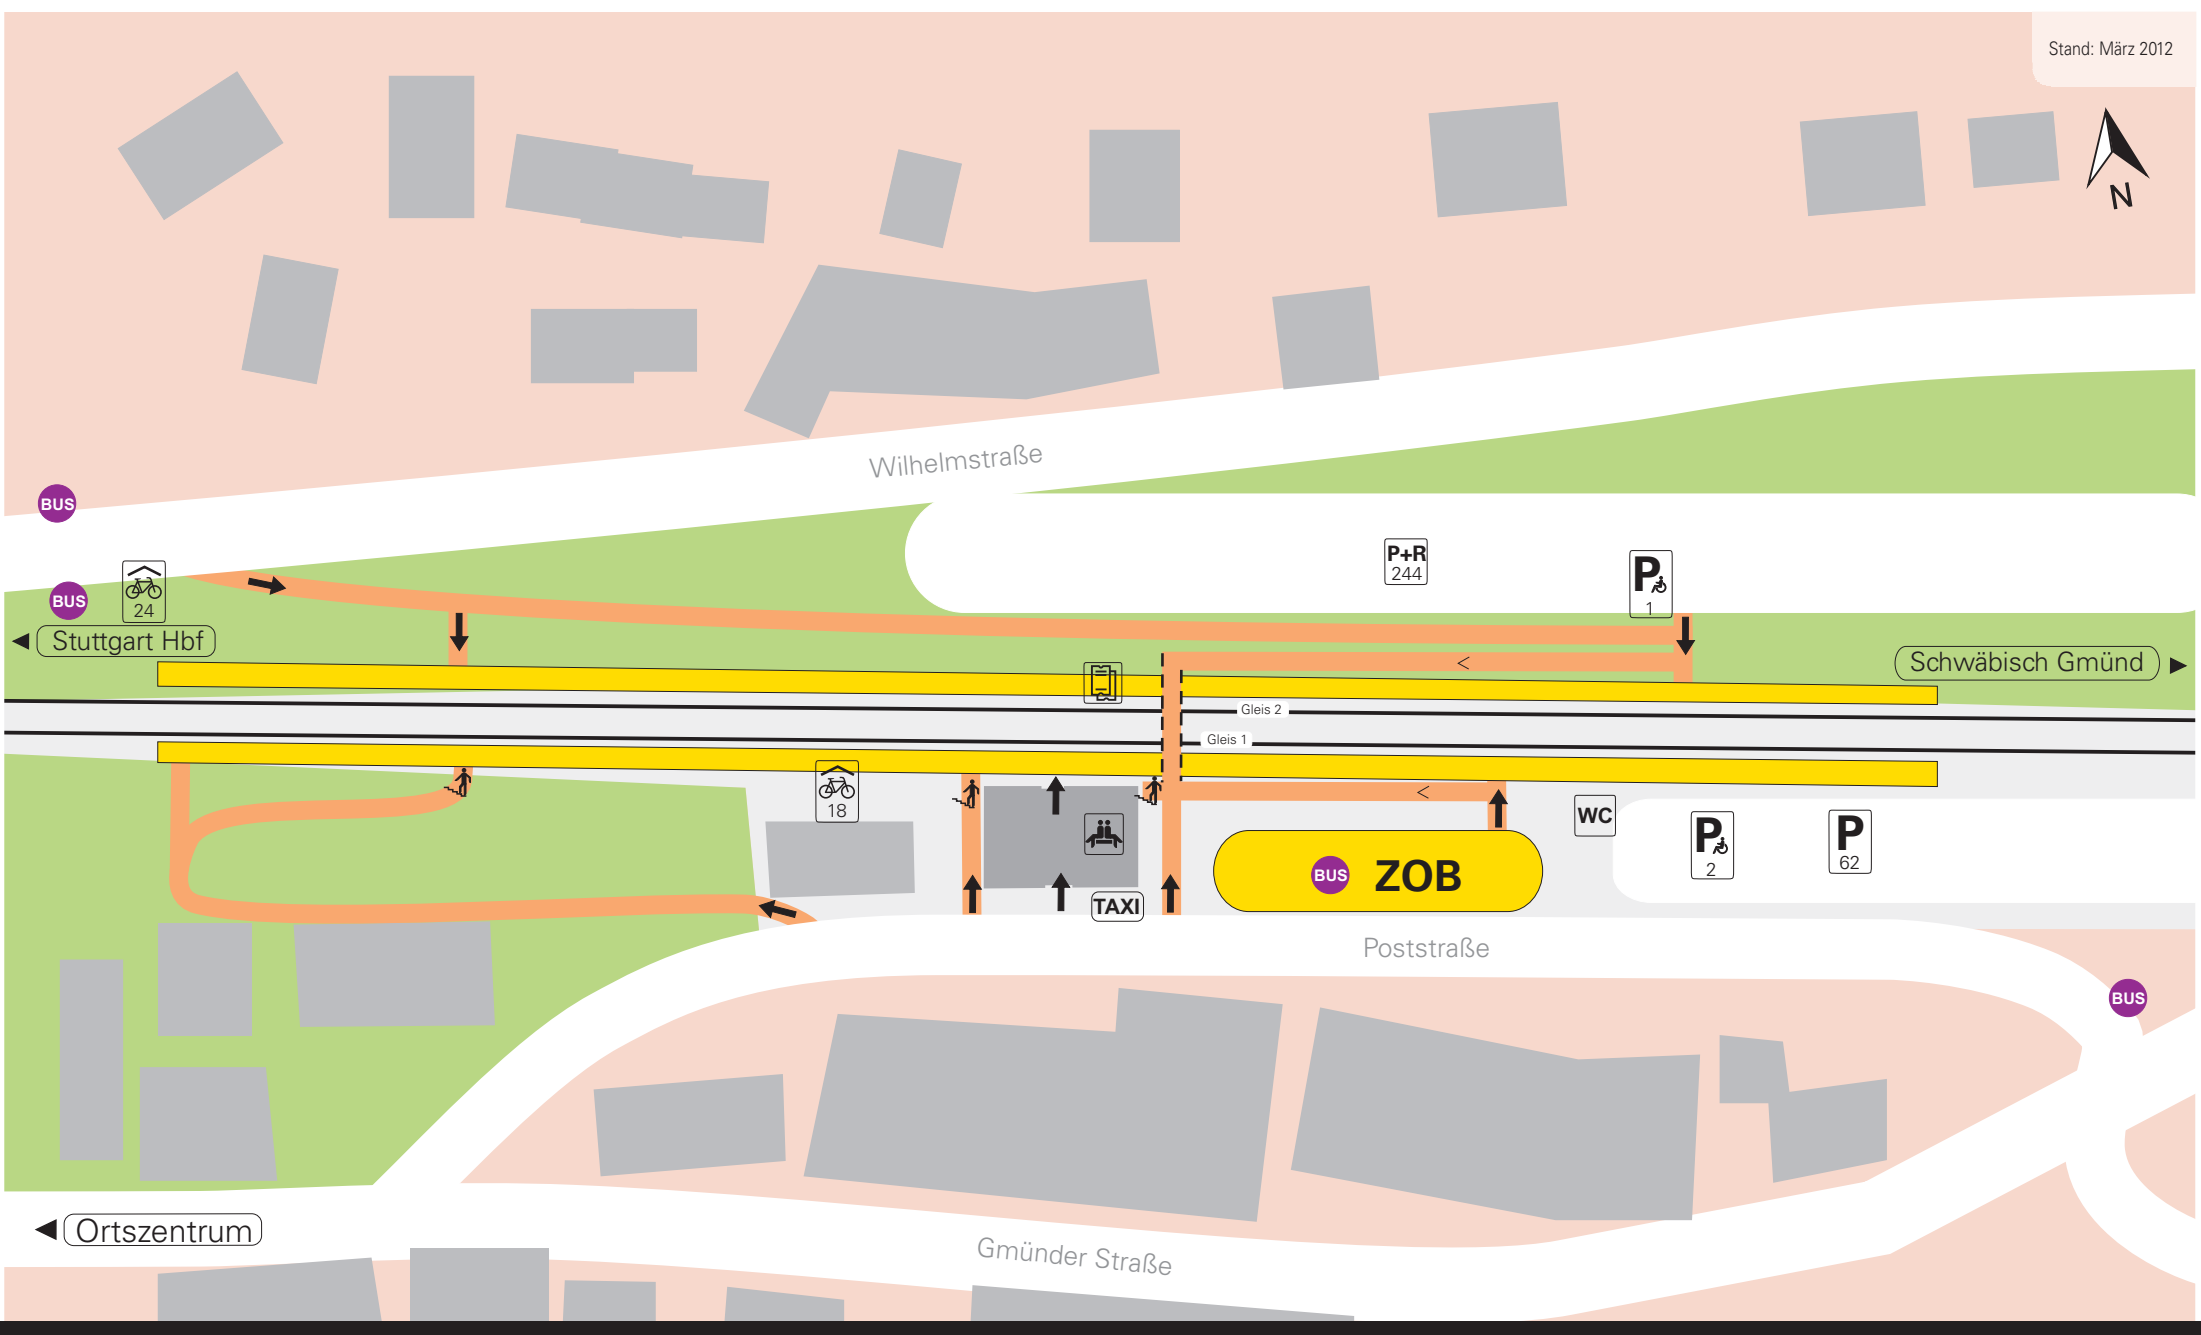 Stand: März 2012
N
Wilhelmstraße
BUS
P+R
244
P
1
24
BUS
Stuttgart Hbf
Schwäbisch Gmünd
<
Gleis 2
Gleis 1
18
<
WC
P
2
P
62
BUS
ZOB
TAXI
Poststraße
BUS
Ortszentrum
Gmünder Straße